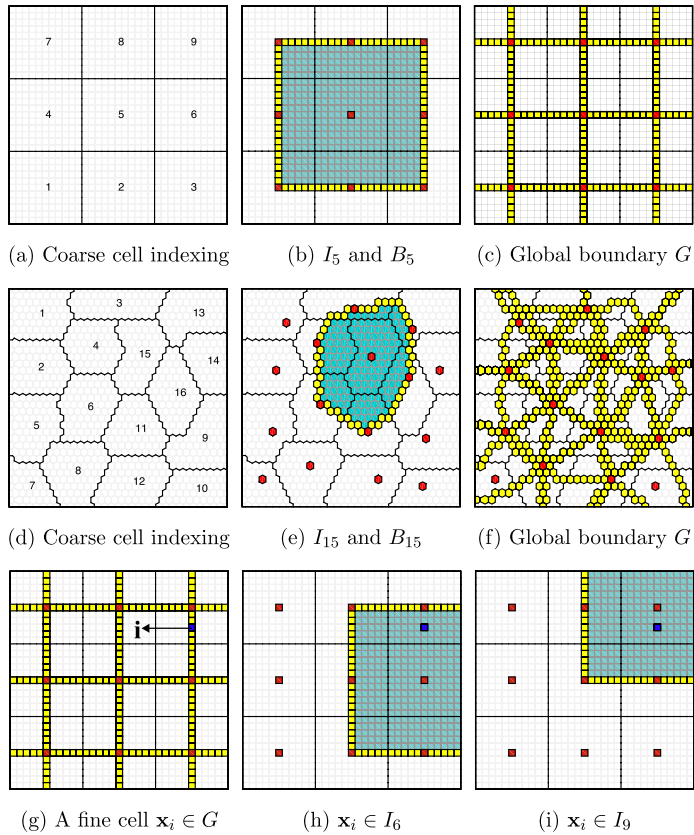 7 8 9
4 5 6
1 2 3
(a) Coarse cell indexing
(b) I₅ and B₅
(c) Global boundary G
1
3
13
4
15
14
2
16
6
5
11
9
8
7
12
10
(d) Coarse cell indexing
(e) I₁₅ and B₁₅
(f) Global boundary G
i
(g) A fine cell xᵢ ∈ G
(h) xᵢ ∈ I₆
(i) xᵢ ∈ I₉